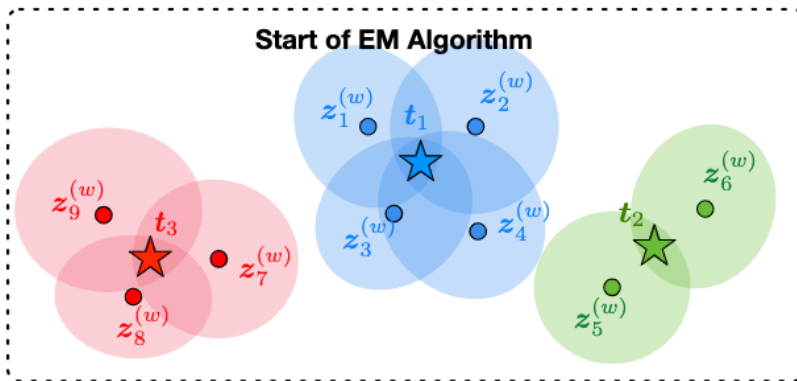 Start of EM Algorithm
z_1^{(w)}
z_2^{(w)}
t_1
z_3^{(w)}
z_4^{(w)}
z_9^{(w)}
t_3
z_7^{(w)}
z_8^{(w)}
z_6^{(w)}
t_2
z_5^{(w)}